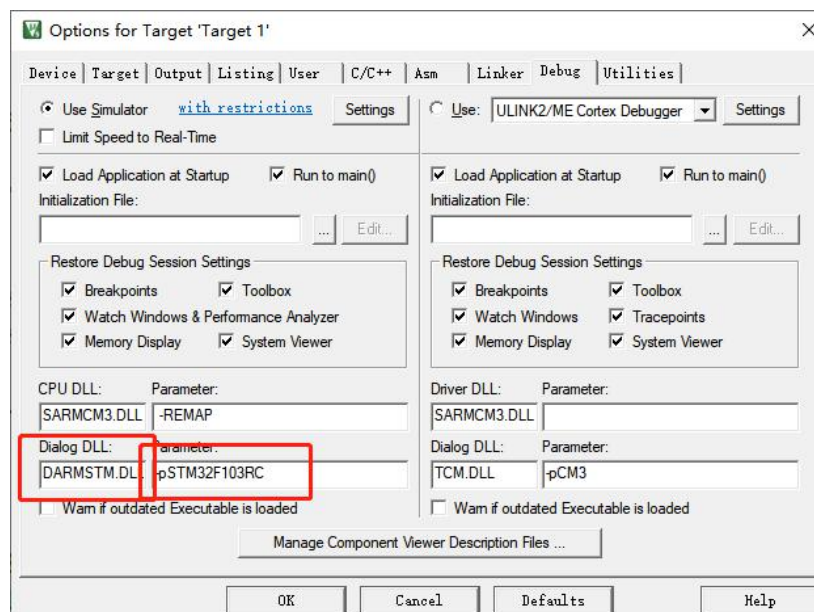 Options for Target 'Target 1'
Device Target Output Listing User C/C++ Asm Linker Debug Utilities
Use Simulator with restrictions Settings
Limit Speed to Real-Time
Use: ULINK2/ME Cortex Debugger Settings
Load Application at Startup Run to main()
Initialization File:
... Edit...
Restore Debug Session Settings
Breakpoints Toolbox
Watch Windows & Performance Analyzer
Memory Display System Viewer
CPU DLL: Parameter:
SARMCM3.DLL -REMAP
Dialog DLL: Parameter:
DARMSTM.DLL -pSTM32F103RC
Warn if outdated Executable is loaded
Load Application at Startup Run to main()
Initialization File:
... Edit...
Restore Debug Session Settings
Breakpoints Toolbox
Watch Windows Tracepoints
Memory Display System Viewer
Driver DLL: Parameter:
SARMCM3.DLL
Dialog DLL: Parameter:
TCM.DLL -pCM3
Warn if outdated Executable is loaded
Manage Component Viewer Description Files ...
OK Cancel Defaults Help